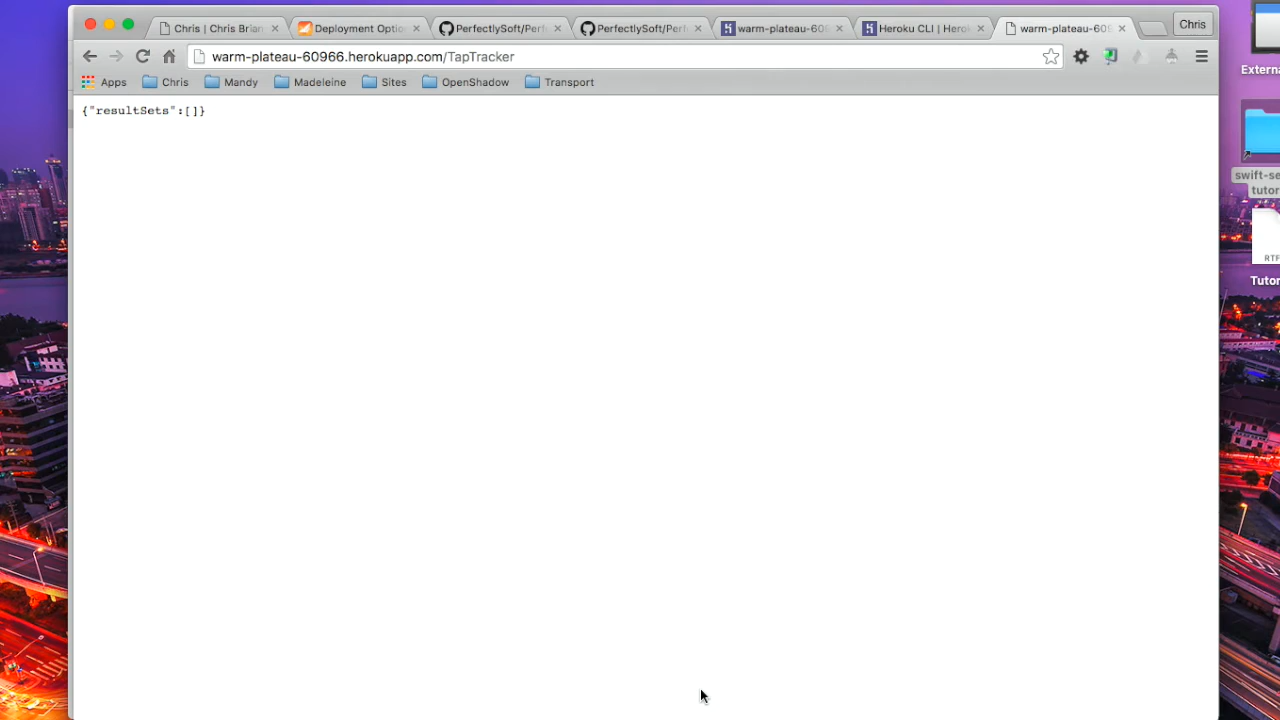 Chris | Chris Brian
Deployment Optio
PerfectlySoft/Perf
PerfectlySoft/Perf
warm-plateau-609
Heroku CLI | Herok
warm-plateau-609
Chris
warm-plateau-60966.herokuapp.com/TapTracker
Apps
Chris
Mandy
Madeleine
Sites
OpenShadow
Transport
{"resultSets":[]}
Externa
swift-se
tutor
RTF
Tutor